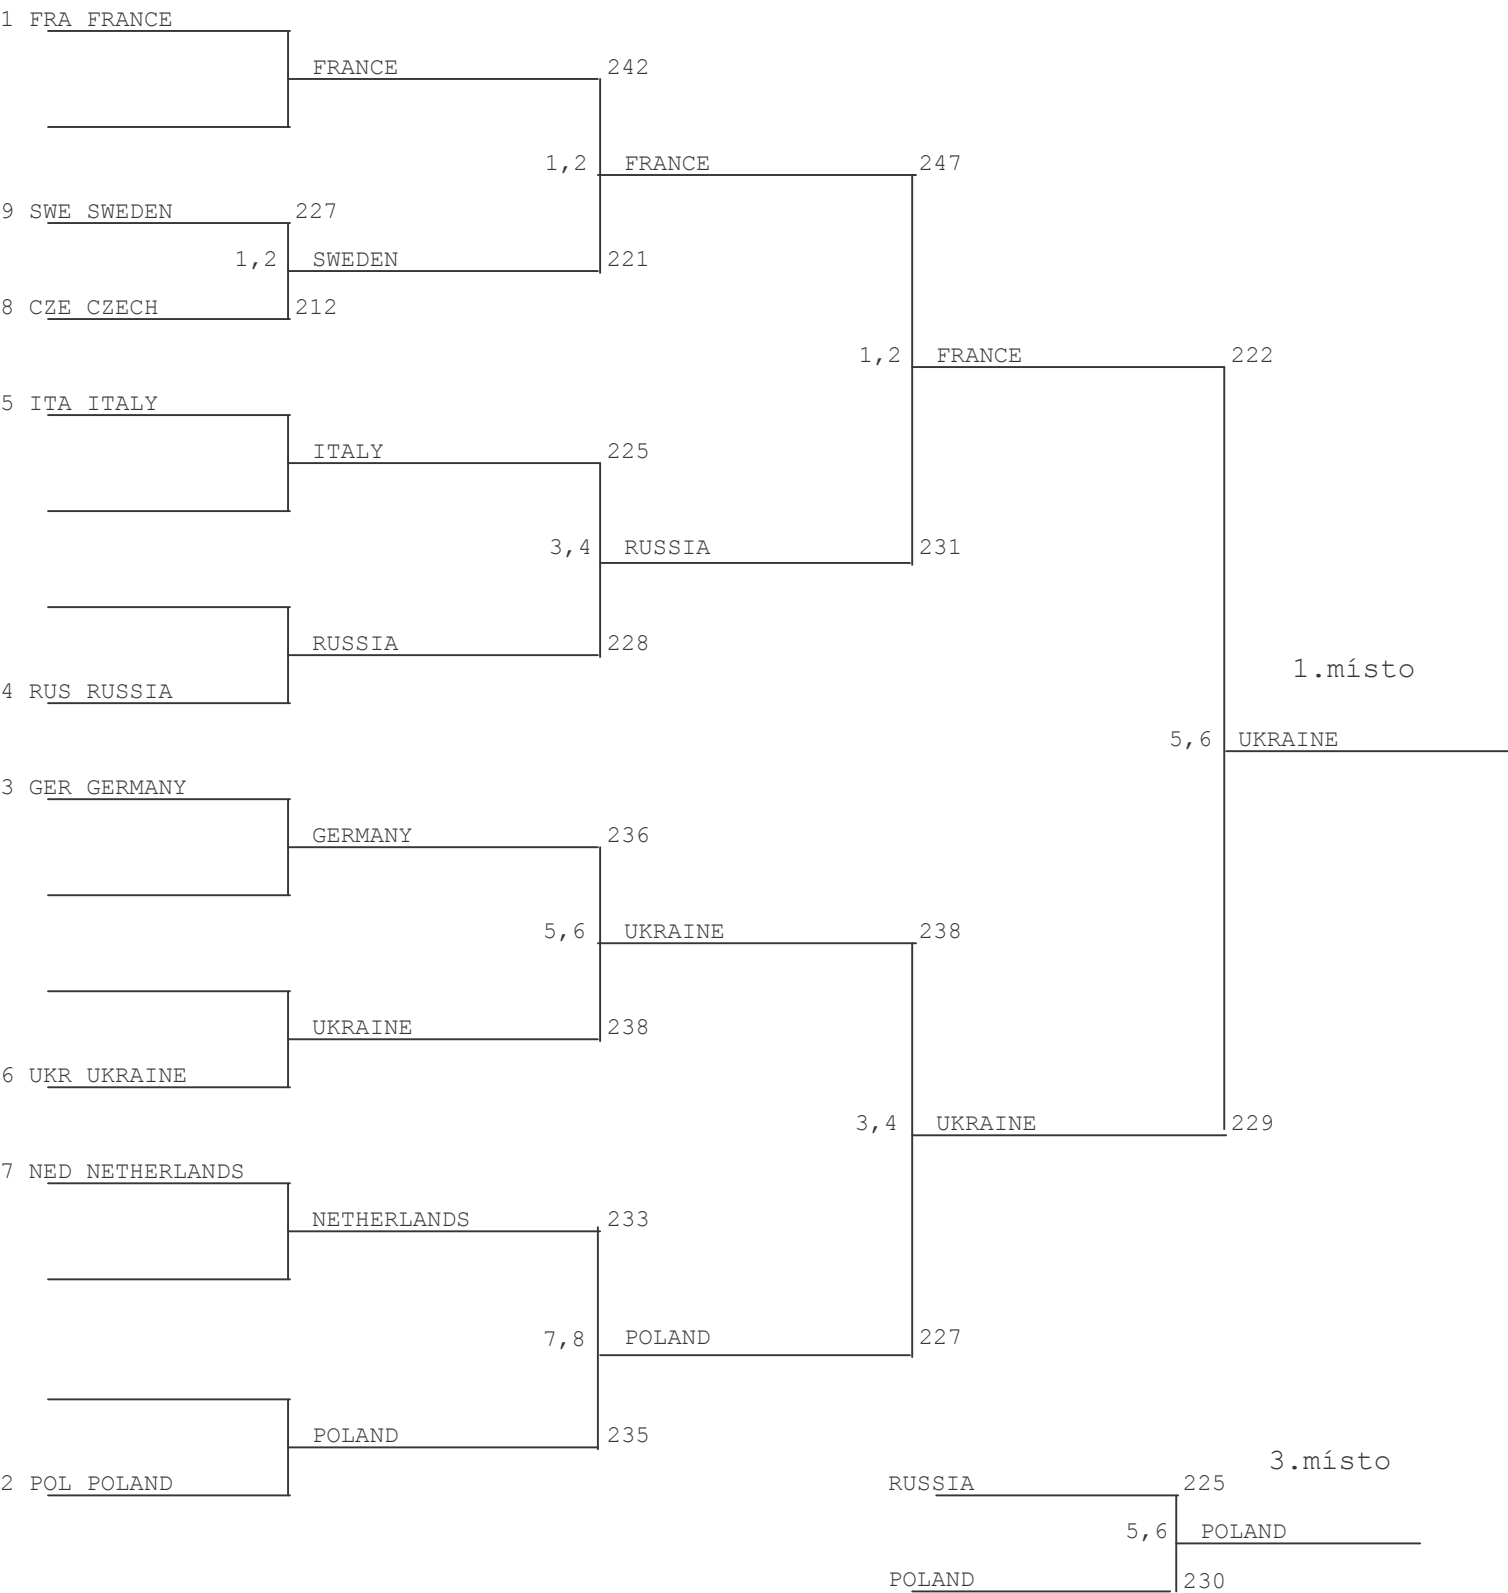 1 FRA FRANCE
FRANCE 242
1,2 FRANCE 247
9 SWE SWEDEN 227
1,2 SWEDEN 221
8 CZE CZECH 212
1,2 FRANCE 222
5 ITA ITALY
ITALY 225
3,4 RUSSIA 231
RUSSIA 228
1.místo
4 RUS RUSSIA
5,6 UKRAINE
3 GER GERMANY
GERMANY 236
5,6 UKRAINE 238
UKRAINE 238
6 UKR UKRAINE
3,4 UKRAINE 229
7 NED NETHERLANDS
NETHERLANDS 233
7,8 POLAND 227
POLAND 235
3.místo
2 POL POLAND
RUSSIA 225
5,6 POLAND
POLAND 230